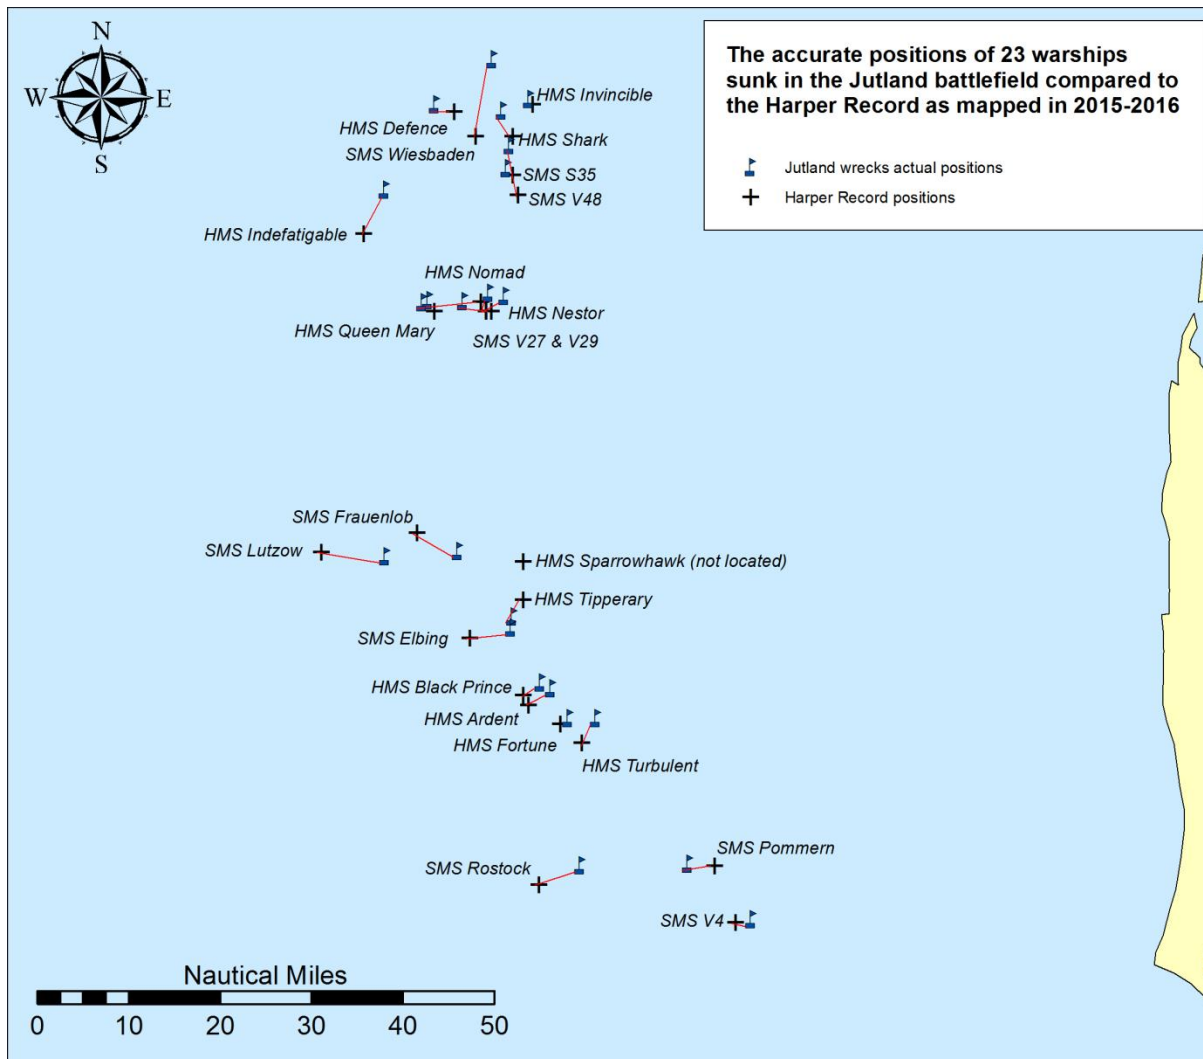 N
W
E
S
The accurate positions of 23 warships
sunk in the Jutland battlefield compared to
the Harper Record as mapped in 2015-2016
Jutland wrecks actual positions
Harper Record positions
HMS Invincible
HMS Defence
HMS Shark
SMS Wiesbaden
SMS S35
SMS V48
HMS Indefatigable
HMS Nomad
HMS Nestor
HMS Queen Mary
SMS V27 & V29
SMS Frauenlob
SMS Lutzow
HMS Sparrowhawk (not located)
HMS Tipperary
SMS Elbing
HMS Black Prince
HMS Ardent
HMS Fortune
HMS Turbulent
SMS Pommern
SMS Rostock
SMS V4
Nautical Miles
0 10 20 30 40 50